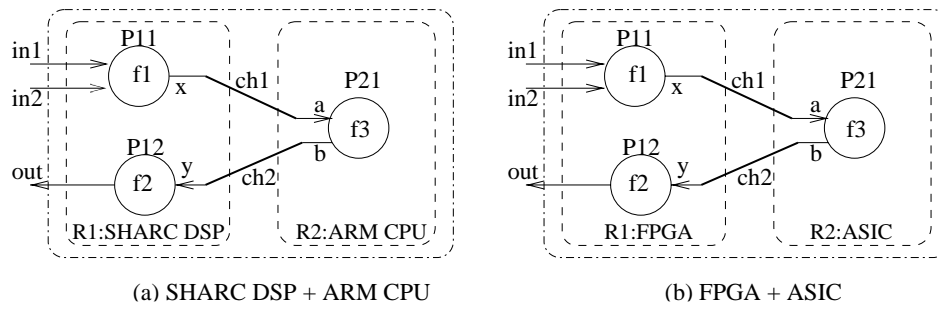 P11
in1
f1
ch1
P21
in2
x
a
f3
P12
b
out
y
f2
ch2
R1:SHARC DSP
R2:ARM CPU
(a) SHARC DSP + ARM CPU
P11
in1
f1
ch1
P21
in2
x
a
f3
P12
b
out
y
f2
ch2
R1:FPGA
R2:ASIC
(b) FPGA + ASIC